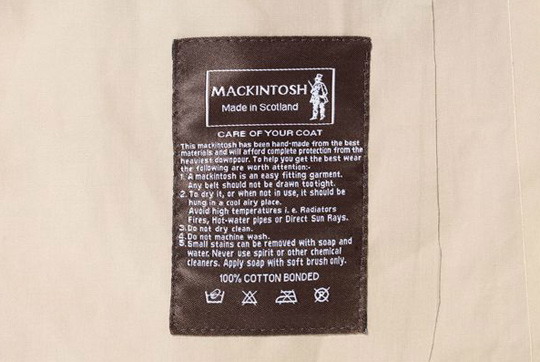 MACKINTOSH
Made in Scotland
CARE OF YOUR COAT
This mackintosh has been hand-made from the best
materials and will afford complete protection from the
heaviest downpour. To help you get the best wear
the following are worth attention:-
1. A mackintosh is an easy fitting garment.
Any belt should not be drawn too tight.
2. To dry it, or when not in use, it should be
hung in a cool airy place.
Avoid high temperatures i. e. Radiators
Fires, Hot-water pipes or Direct Sun Rays.
3. Do not dry clean.
4. Do not machine wash.
5. Small stains can be removed with soap and
water. Never use spirit or other chemical
cleaners. Apply soap with soft brush only.
100% COTTON BONDED